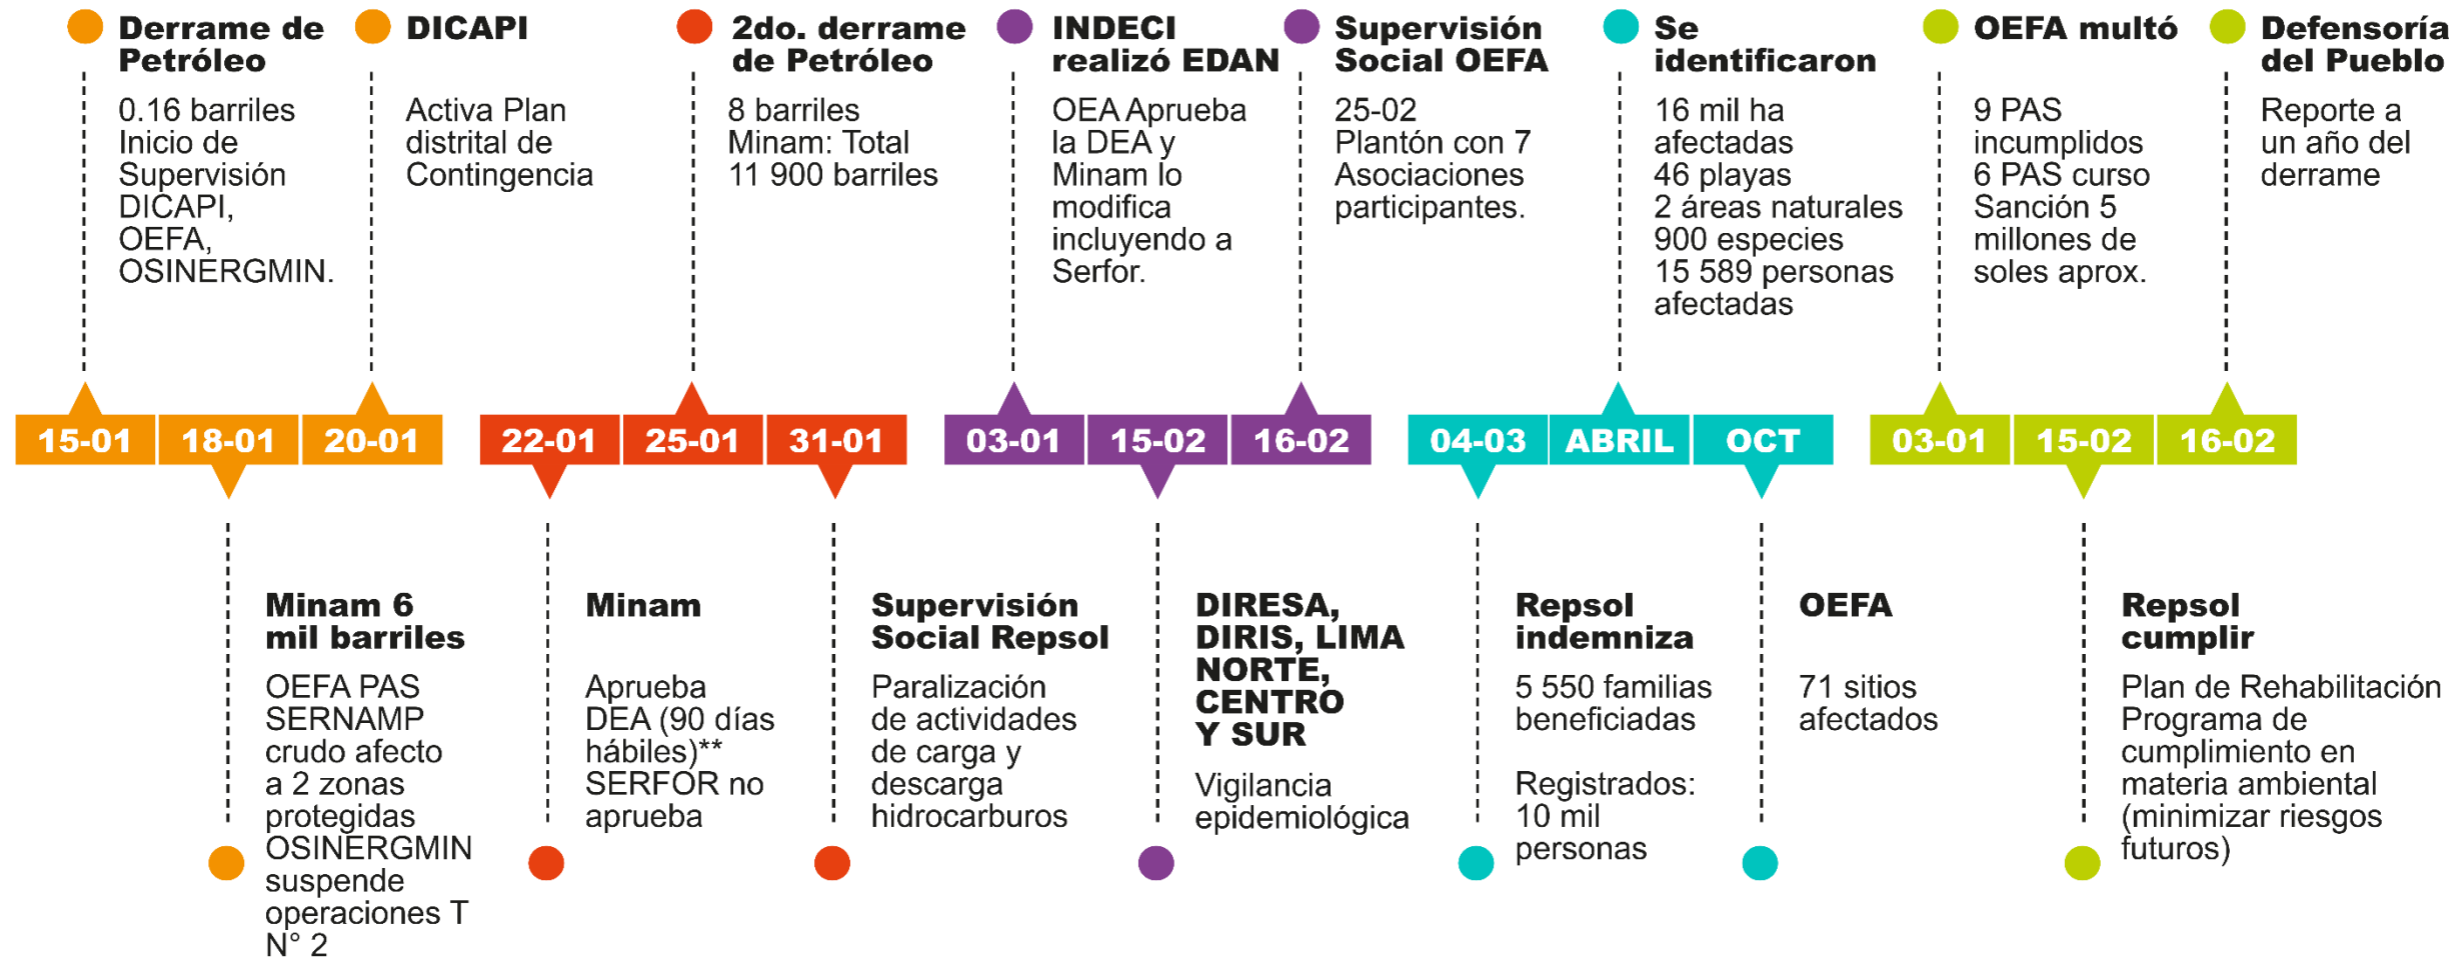 Derrame de
Petróleo
0.16 barriles
Inicio de
Supervisión
DICAPI,
OEFA,
OSINERGMIN.
DICAPI
Activa Plan
distrital de
Contingencia
2do. derrame
de Petróleo
8 barriles
Minam: Total
11 900 barriles
INDECI
realizó EDAN
OEA Aprueba
la DEA y
Minam lo
modifica
incluyendo a
Serfor.
Supervisión
Social OEFA
25-02
Plantón con 7
Asociaciones
participantes.
Se
identificaron
16 mil ha
afectadas
46 playas
2 áreas naturales
900 especies
15 589 personas
afectadas
OEFA multó
9 PAS
incumplidos
6 PAS curso
Sanción 5
millones de
soles aprox.
Defensoría
del Pueblo
Reporte a
un año del
derrame
15-01 18-01 20-01 22-01 25-01 31-01 03-01 15-02 16-02 04-03 ABRIL OCT 03-01 15-02 16-02
Minam 6
mil barriles
OEFA PAS
SERNAMP
crudo afecto
a 2 zonas
protegidas
OSINERGMIN
suspende
operaciones T
N° 2
Minam
Aprueba
DEA (90 días
hábiles)**
SERFOR no
aprueba
Supervisión
Social Repsol
Paralización
de actividades
de carga y
descarga
hidrocarburos
DIRESA,
DIRIS, LIMA
NORTE,
CENTRO
Y SUR
Vigilancia
epidemiológica
Repsol
indemniza
5 550 familias
beneficiadas
Registrados:
10 mil
personas
OEFA
71 sitios
afectados
Repsol
cumplir
Plan de Rehabilitación
Programa de
cumplimiento en
materia ambiental
(minimizar riesgos
futuros)